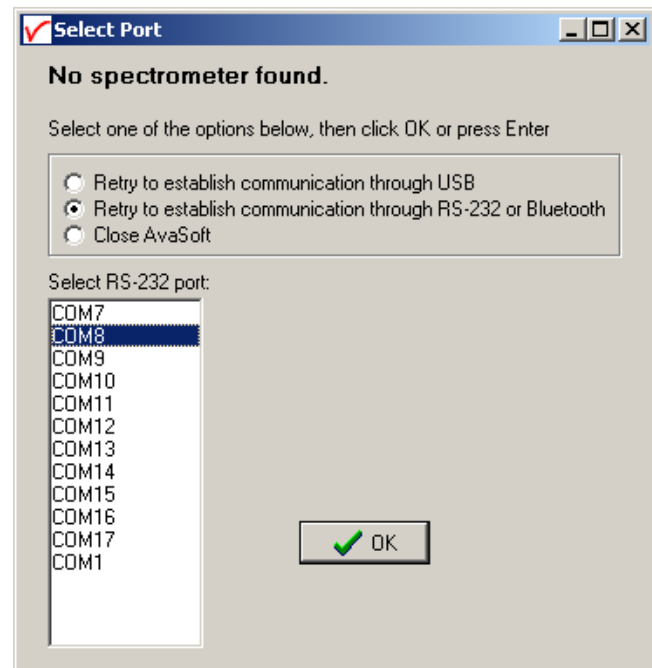 Select Port
No spectrometer found.
Select one of the options below, then click OK or press Enter
Retry to establish communication through USB
Retry to establish communication through RS-232 or Bluetooth
Close AvaSoft
Select RS-232 port:
COM7
COM8
COM9
COM10
COM11
COM12
COM13
COM14
COM15
COM16
COM17
COM1
OK